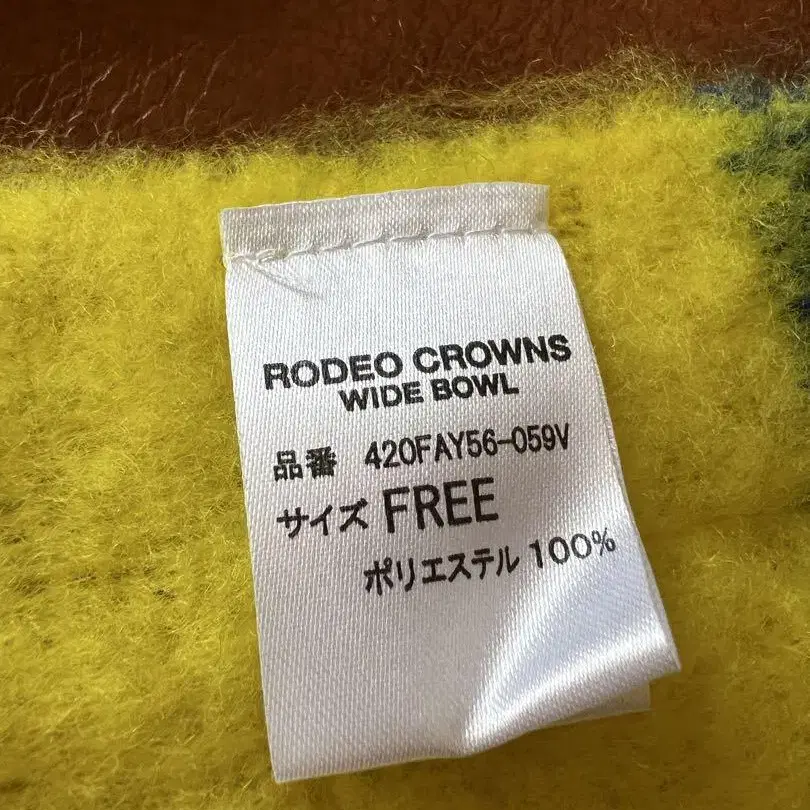 RODEO CROWNS
WIDE BOWL
品番 420FAY56-059V
サイズ FREE
ポリエステル 100%